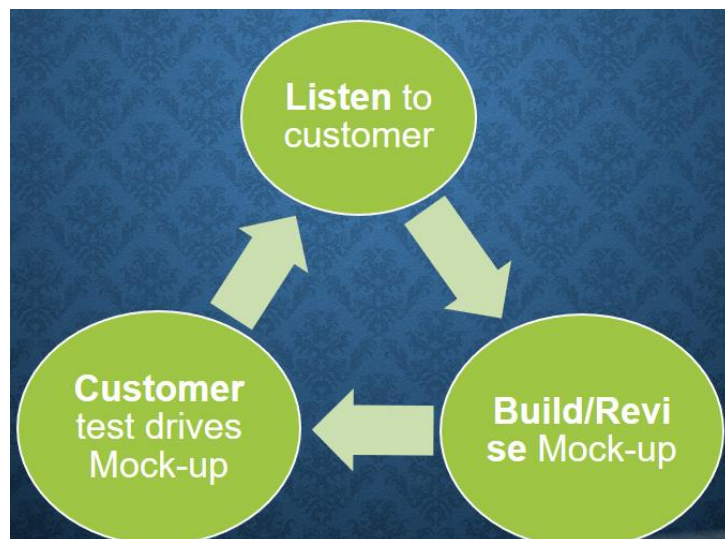 Listen to
customer
Build/Revi
se Mock-up
Customer
test drives
Mock-up